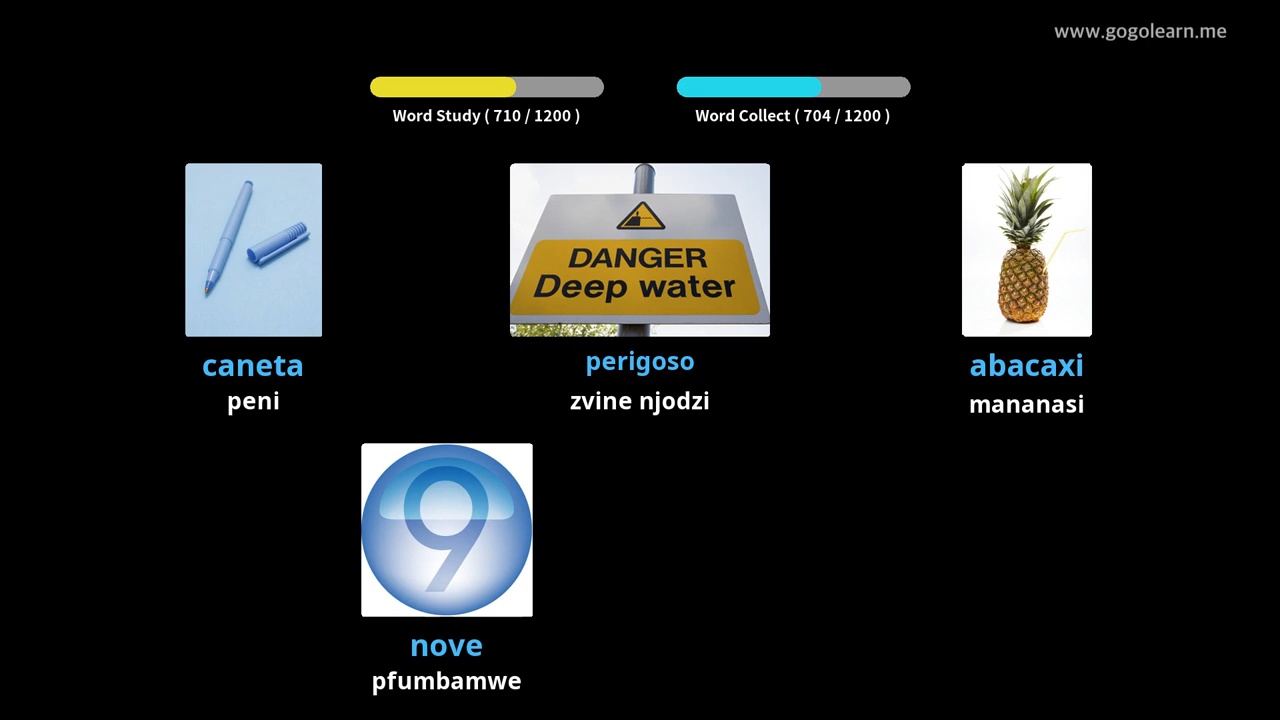 www.gogolearn.me
Word Study ( 710 / 1200 )
Word Collect ( 704 / 1200 )
DANGER
Deep water
caneta
peni
perigoso
zvine njodzi
abacaxi
mananasi
9
nove
pfumbamwe